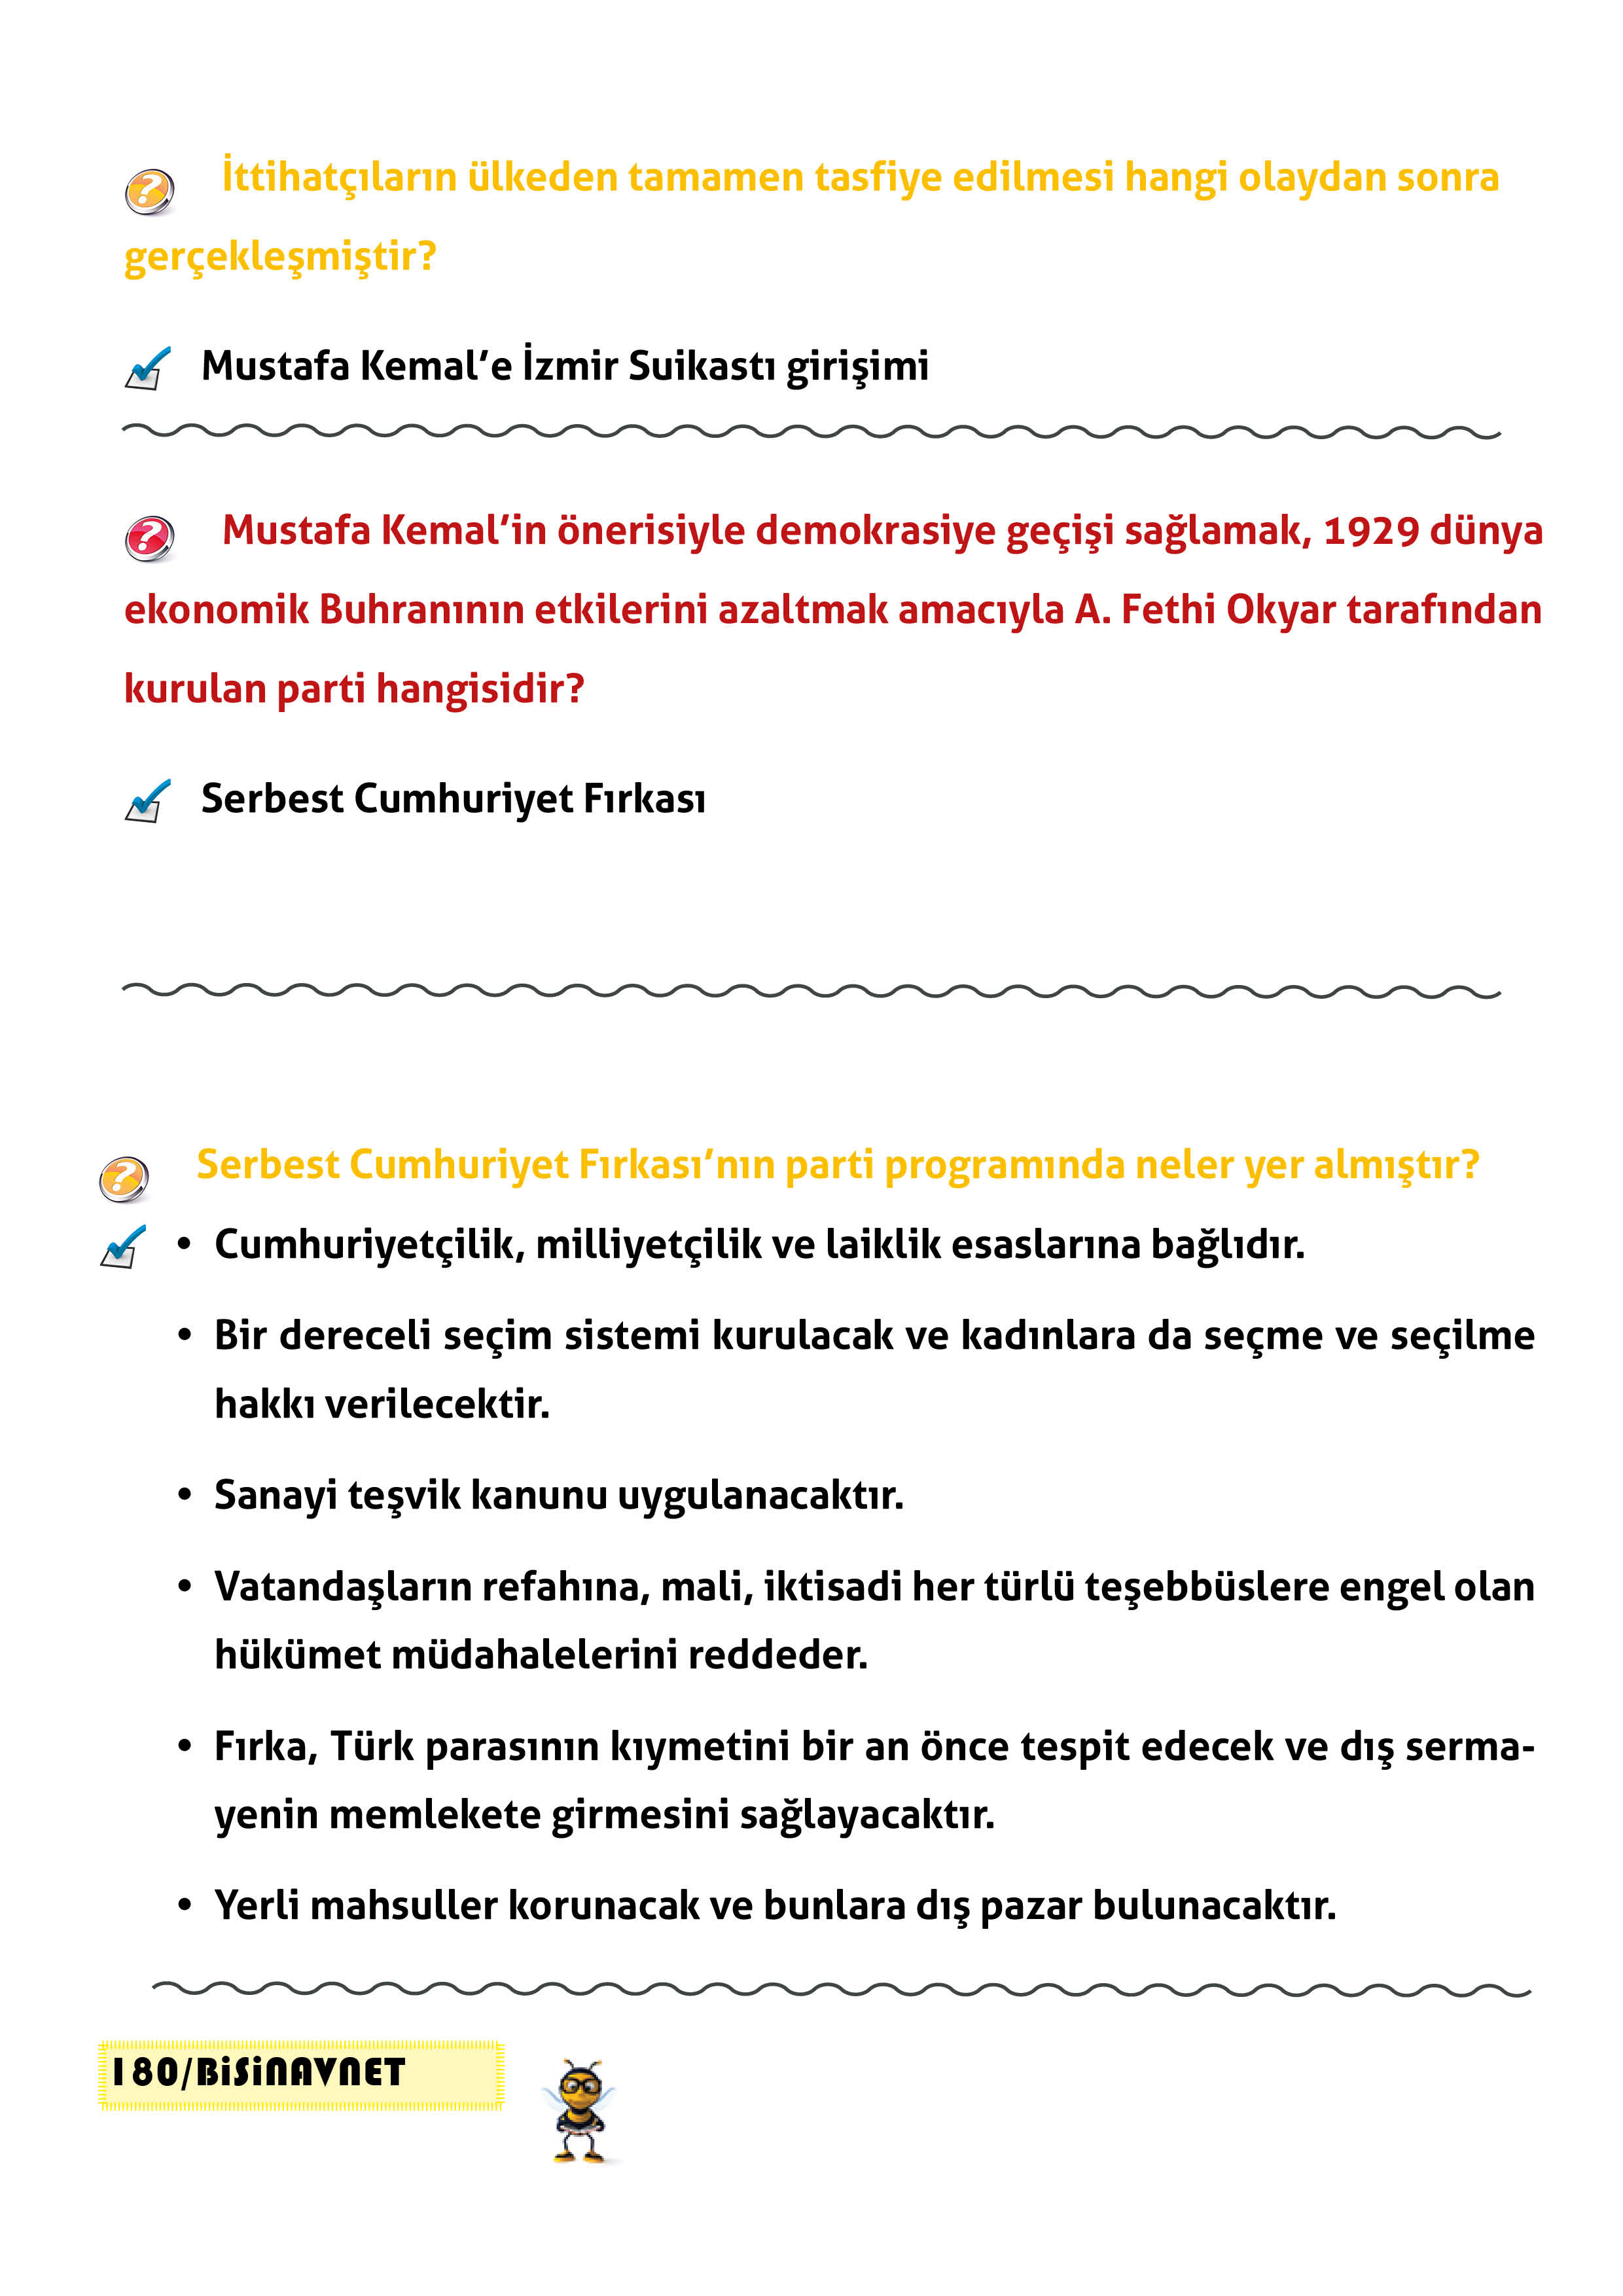 İttihatçıların ülkeden tamamen tasfiye edilmesi hangi olaydan sonra
gerçekleşmiştir?
Mustafa Kemal’e İzmir Suikastı girişimi
Mustafa Kemal’in önerisiyle demokrasiye geçişi sağlamak, 1929 dünya
ekonomik Buhranının etkilerini azaltmak amacıyla A. Fethi Okyar tarafından
kurulan parti hangisidir?
Serbest Cumhuriyet Fırkası
Serbest Cumhuriyet Fırkası’nın parti programında neler yer almıştır?
• Cumhuriyetçilik, milliyetçilik ve laiklik esaslarına bağlıdır.
• Bir dereceli seçim sistemi kurulacak ve kadınlara da seçme ve seçilme
hakkı verilecektir.
• Sanayi teşvik kanunu uygulanacaktır.
• Vatandaşların refahına, mali, iktisadi her türlü teşebbüslere engel olan
hükümet müdahalelerini reddeder.
• Fırka, Türk parasının kıymetini bir an önce tespit edecek ve dış serma-
yenin memlekete girmesini sağlayacaktır.
• Yerli mahsuller korunacak ve bunlara dış pazar bulunacaktır.
180/BiSiNAVNET